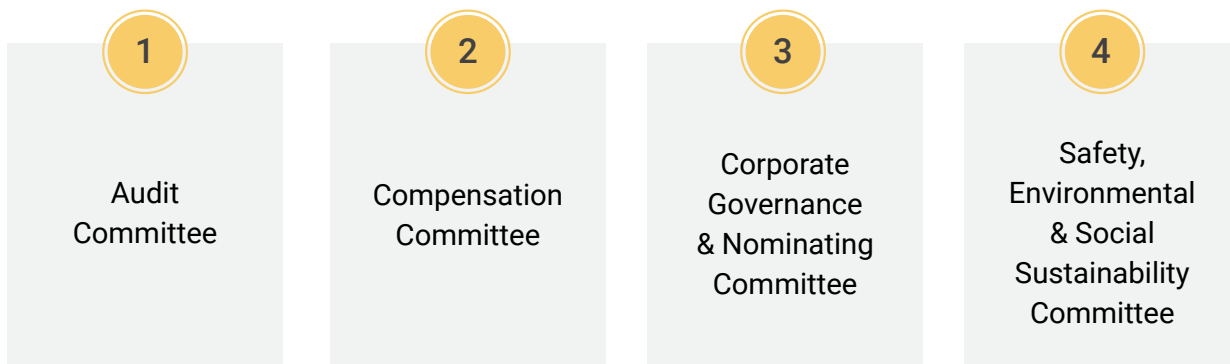 1
Audit
Committee
2
Compensation
Committee
3
Corporate
Governance
& Nominating
Committee
4
Safety,
Environmental
& Social
Sustainability
Committee